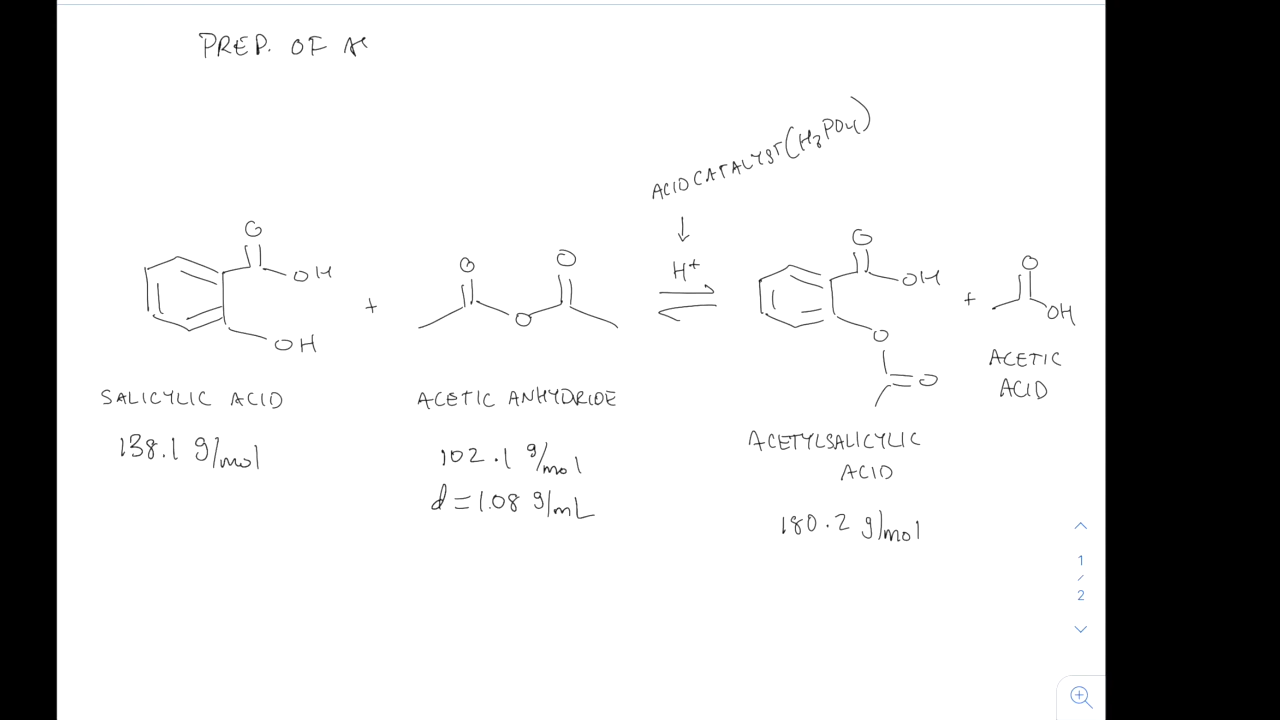 PREP. OF A
ACID CATALYST (H3PO4)
↓
H+
O
OH
OH
+
O
O
O
O
OH
O
O
+
O
OH
SALICYLIC ACID
138.1 g/mol
ACETIC ANHYDRIDE
102.1 g/mol
d = 1.08 g/mL
ACETYLSALICYLIC
ACID
180.2 g/mol
ACETIC
ACID
1
/
2